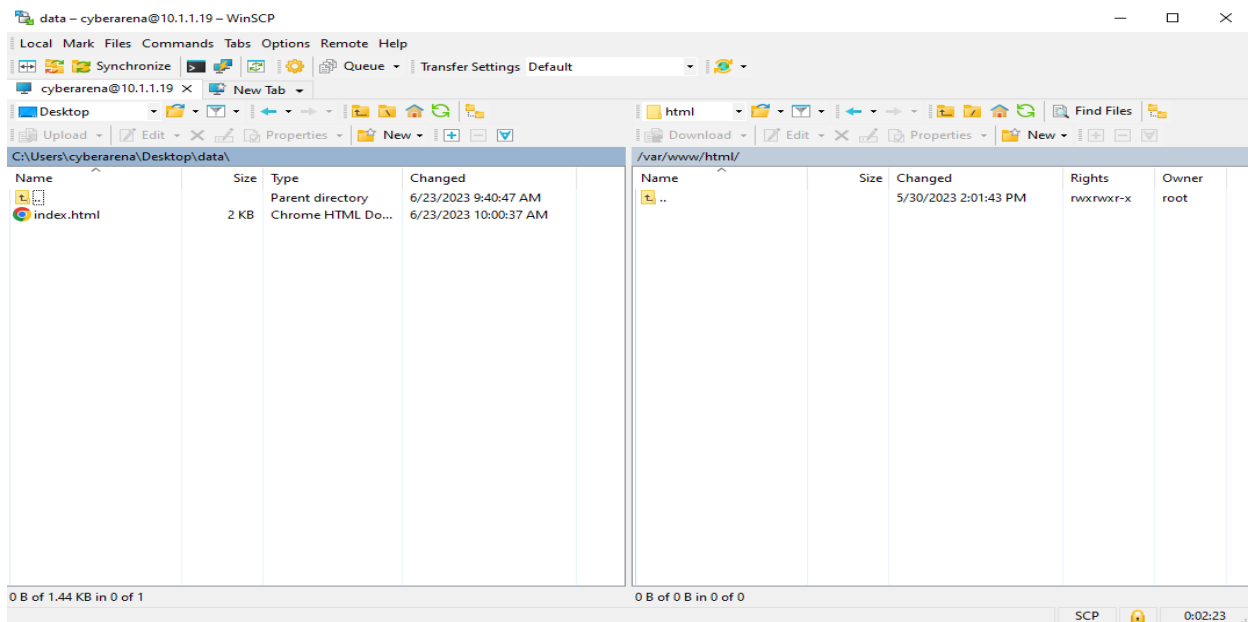 data – cyberarena@10.1.1.19 – WinSCP
Local Mark Files Commands Tabs Options Remote Help
Synchronize Queue Transfer Settings Default
cyberarena@10.1.1.19 × New Tab
Desktop
html Find Files
Upload Edit Properties New
Download Edit Properties New
C:\Users\cyberarena\Desktop\data\
/var/www/html/
Name Size Type Changed
Name Size Changed Rights Owner
.. Parent directory 6/23/2023 9:40:47 AM
.. 5/30/2023 2:01:43 PM rwxrwxr-x root
index.html 2 KB Chrome HTML Do... 6/23/2023 10:00:37 AM
0 B of 1.44 KB in 0 of 1
0 B of 0 B in 0 of 0
SCP 0:02:23